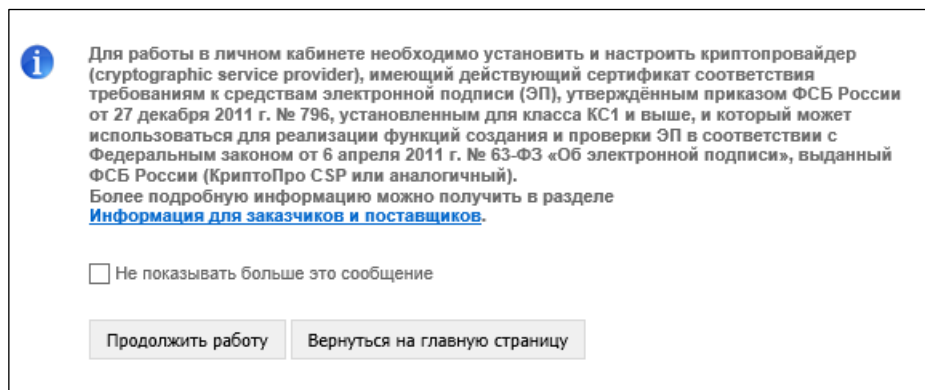 Для работы в личном кабинете необходимо установить и настроить криптопровайдер
(cryptographic service provider), имеющий действующий сертификат соответствия
требованиям к средствам электронной подписи (ЭП), утверждённым приказом ФСБ России
от 27 декабря 2011 г. № 796, установленным для класса КС1 и выше, и который может
использоваться для реализации функций создания и проверки ЭП в соответствии с
Федеральным законом от 6 апреля 2011 г. № 63-ФЗ «Об электронной подписи», выданный
ФСБ России (КриптоПро CSP или аналогичный).
Более подробную информацию можно получить в разделе
Информация для заказчиков и поставщиков.
Не показывать больше это сообщение
Продолжить работу Вернуться на главную страницу